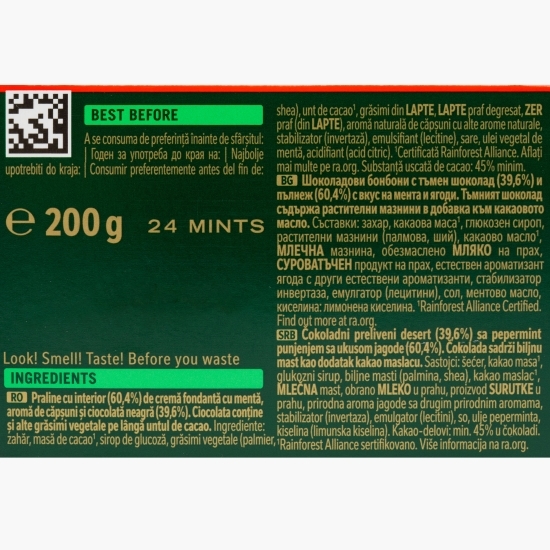 BEST BEFORE
A se consuma de preferință înainte de sfârșitul:
| Годен за употреба до края на: | Najbolje
upotrebiti do kraja: | Consumir preferentemente antes del fin de:
℮ 200 g 24 MINTS
Look! Smell! Taste! Before you waste
INGREDIENTS
RO Praline cu interior (60,4%) de cremă fondantă cu mentă,
aromă de căpșuni și ciocolată neagră (39,6%). Ciocolata conține
și alte grăsimi vegetale pe lângă untul de cacao. Ingrediente:
zahăr, masă de cacao¹, sirop de glucoză, grăsimi vegetale (palmier,
shea), unt de cacao¹, grăsimi din LAPTE, LAPTE praf degresat, ZER
praf (din LAPTE), aromă naturală de căpșuni cu alte arome naturale,
stabilizator (invertaza), emulsifiant (lecitine), sare, ulei vegetal de
mentă, acidifiant (acid citric). ¹Certificată Rainforest Alliance. Aflați
mai multe pe ra.org. Substanța uscată de cacao: 45% minim.
BG Шоколадови бонбони с тъмен шоколад (39,6%) и
пълнеж (60,4%) с вкус на мента и ягоди. Тъмният шоколад
съдържа растителни мазнини в добавка към какаовото
масло. Съставки: захар, какаова маса¹, глюкозен сироп,
растителни мазнини (палмова, ший), какаово масло¹,
МЛЕЧНА мазнина, обезмаслено МЛЯКО на прах,
СУРОВАТЪЧЕН продукт на прах, естествен ароматизант
ягода с други естествени ароматизанти, стабилизатор
инвертаза, емулгатор (лецитини), сол, ментово масло,
киселина: лимонена киселина. ¹Rainforest Alliance Certified.
Find out more at ra.org.
SRB Čokoladni preliveni desert (39,6%) sa pepermint
punjenjem sa ukusom jagode (60,4%). Čokolada sadrži biljnu
mast kao dodatak kakao maslacu. Sastojci: šećer, kakao masa¹,
glukozni sirup, biljne masti (palmina, shea), kakao maslac¹,
MLEČNA mast, obrano MLEKO u prahu, proizvod SURUTKE u
prahu, prirodna aroma jagode sa drugim prirodnim aromama,
stabilizator (invertaza), emulgator (lecitini), so, ulje peperminta,
kiselina (limunska kiselina). Kakao-delovi: min. 45% u čokoladi.
¹Rainforest Alliance sertifikovano. Više informacija na ra.org.